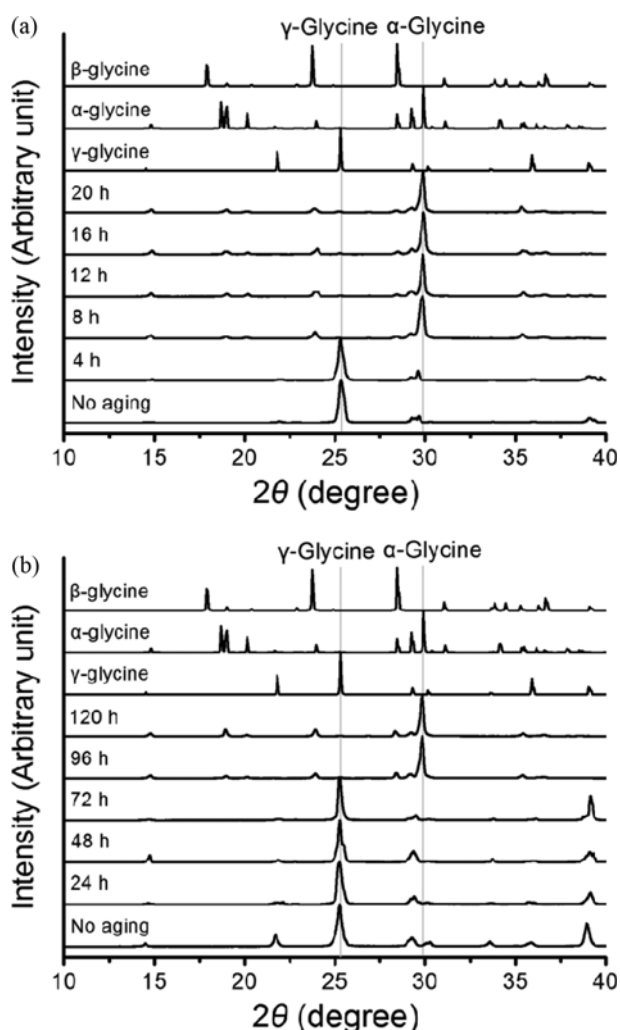 (a)
γ-Glycine α-Glycine
β-glycine
α-glycine
γ-glycine
20 h
16 h
12 h
8 h
4 h
No aging
Intensity (Arbitrary unit)
10 15 20 25 30 35 40
2θ (degree)
(b)
γ-Glycine α-Glycine
β-glycine
α-glycine
γ-glycine
120 h
96 h
72 h
48 h
24 h
No aging
Intensity (Arbitrary unit)
10 15 20 25 30 35 40
2θ (degree)